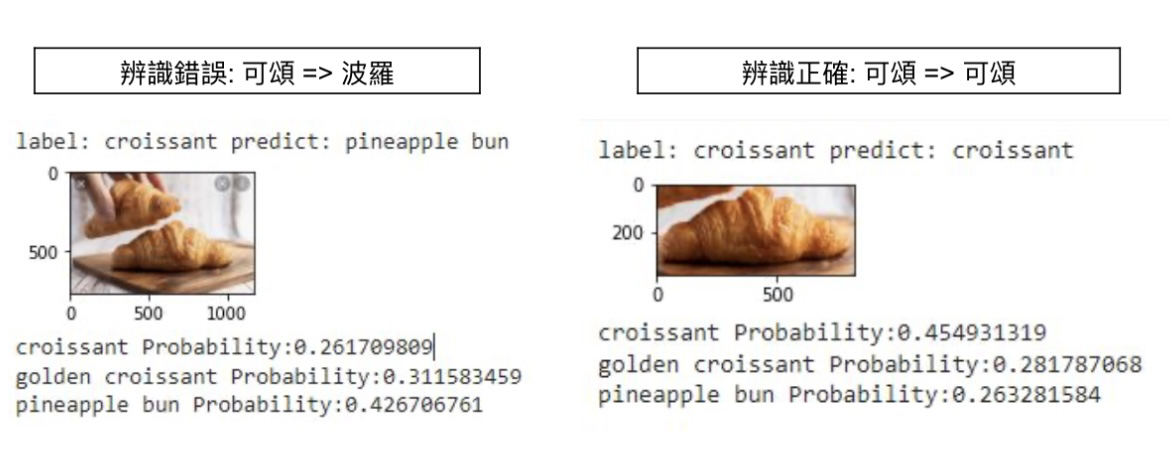 辨識錯誤: 可頌 => 波羅
label: croissant predict: pineapple bun
0
500
0 500 1000
croissant Probability:0.261709809
golden croissant Probability:0.311583459
pineapple bun Probability:0.426706761
辨識正確: 可頌 => 可頌
label: croissant predict: croissant
0
200
0 500
croissant Probability:0.454931319
golden croissant Probability:0.281787068
pineapple bun Probability:0.263281584